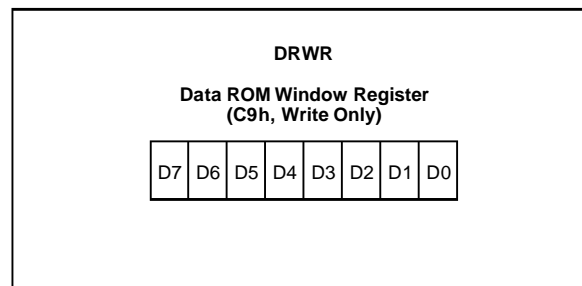 DRWR
Data ROM Window Register
(C9h, Write Only)
D7 D6 D5 D4 D3 D2 D1 D0